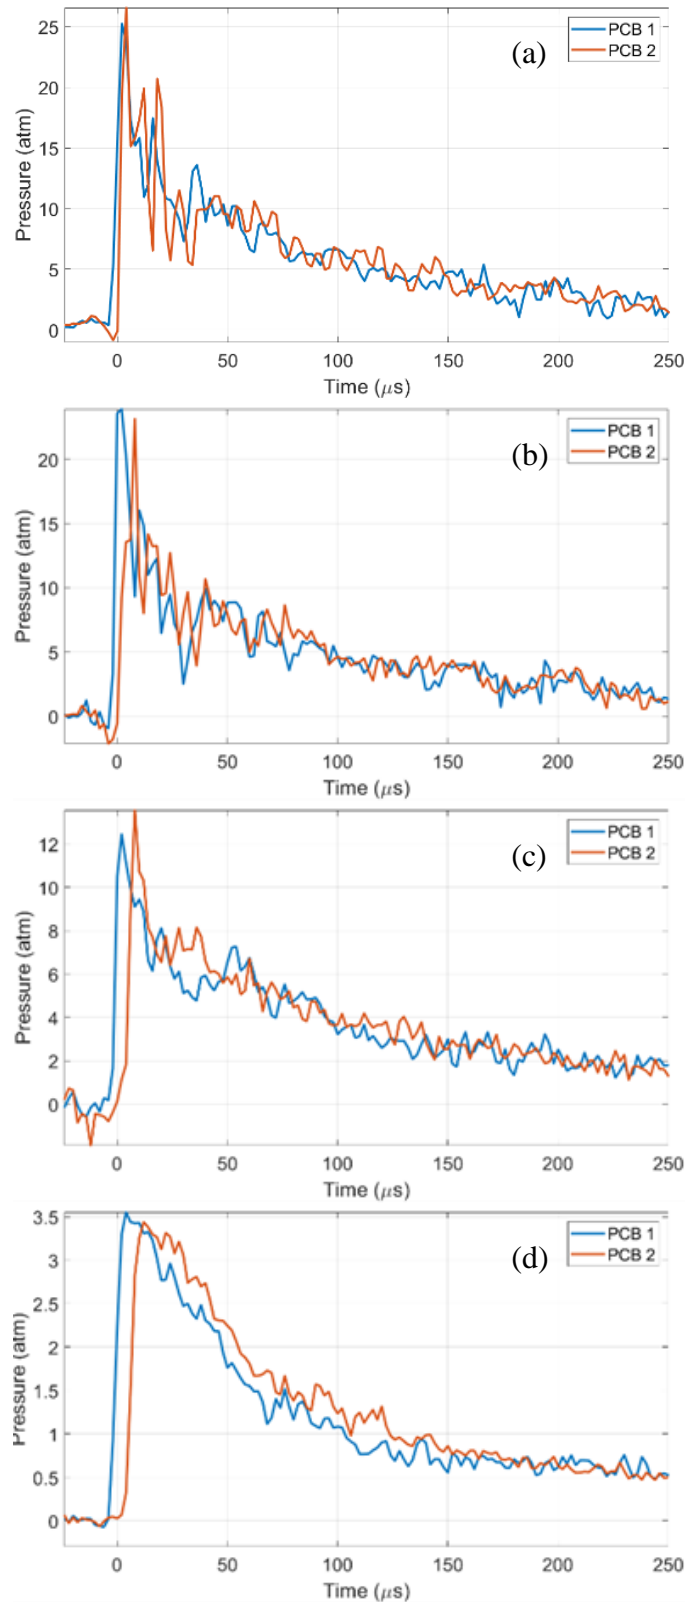 (a)
PCB 1
PCB 2
25
20
15
10
5
0
Pressure (atm)
0 50 100 150 200 250
Time (μs)
(b)
PCB 1
PCB 2
20
15
10
5
0
Pressure (atm)
0 50 100 150 200 250
Time (μs)
(c)
PCB 1
PCB 2
12
10
8
6
4
2
0
Pressure (atm)
0 50 100 150 200 250
Time (μs)
(d)
PCB 1
PCB 2
3.5
3
2.5
2
1.5
1
0.5
0
Pressure (atm)
0 50 100 150 200 250
Time (μs)